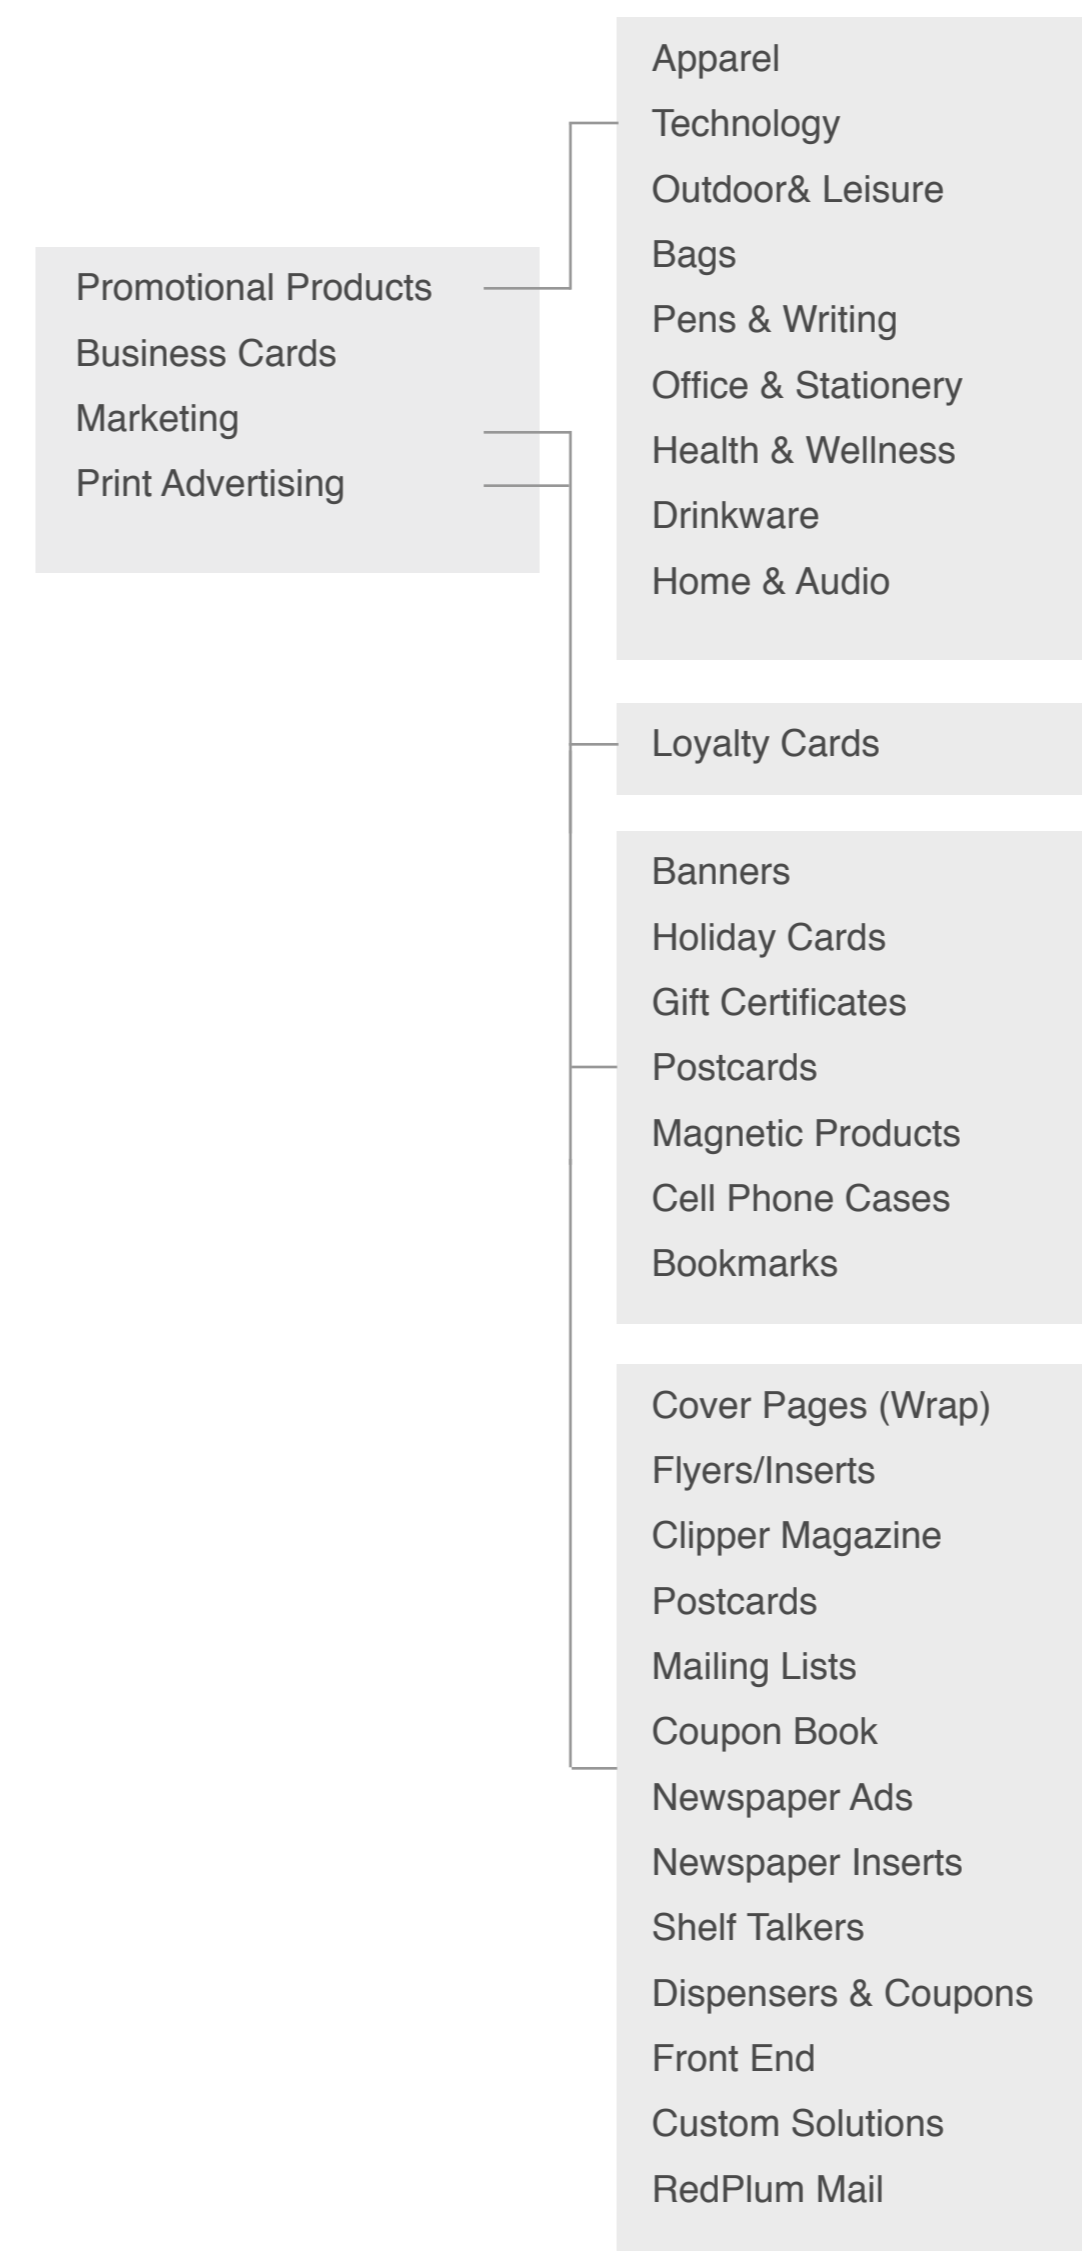 Promotional Products
Business Cards
Marketing
Print Advertising
Apparel
Technology
Outdoor& Leisure
Bags
Pens & Writing
Office & Stationery
Health & Wellness
Drinkware
Home & Audio
Loyalty Cards
Banners
Holiday Cards
Gift Certificates
Postcards
Magnetic Products
Cell Phone Cases
Bookmarks
Cover Pages (Wrap)
Flyers/Inserts
Clipper Magazine
Postcards
Mailing Lists
Coupon Book
Newspaper Ads
Newspaper Inserts
Shelf Talkers
Dispensers & Coupons
Front End
Custom Solutions
RedPlum Mail